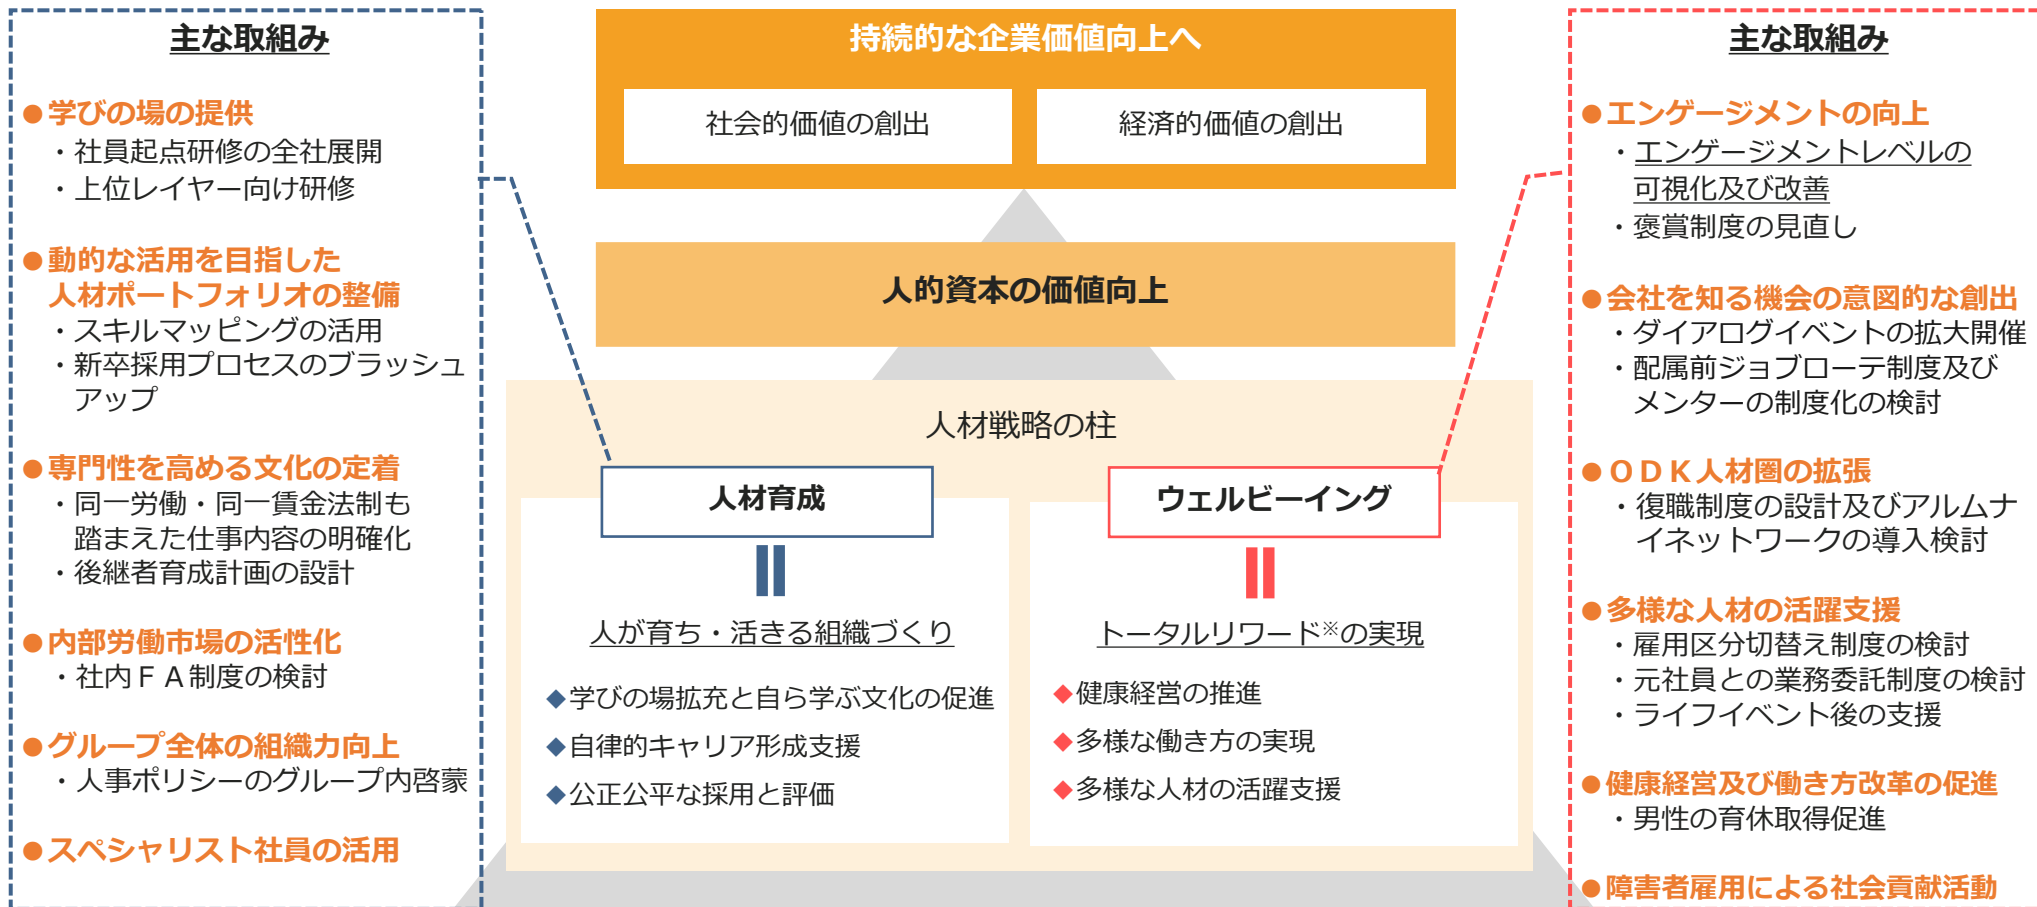 主な取組み
●学びの場の提供
・社員起点研修の全社展開
・上位レイヤー向け研修
●動的な活用を目指した
人材ポートフォリオの整備
・スキルマッピングの活用
・新卒採用プロセスのブラッシュ
アップ
●専門性を高める文化の定着
・同一労働・同一賃金法制も
踏まえた仕事内容の明確化
・後継者育成計画の設計
●内部労働市場の活性化
・社内ＦＡ制度の検討
●グループ全体の組織力向上
・人事ポリシーのグループ内啓蒙
●スペシャリスト社員の活用
持続的な企業価値向上へ
社会的価値の創出
経済的価値の創出
人的資本の価値向上
人材戦略の柱
人材育成
人が育ち・活きる組織づくり
◆学びの場拡充と自ら学ぶ文化の促進
◆自律的キャリア形成支援
◆公正公平な採用と評価
ウェルビーイング
トータルリワード※の実現
◆健康経営の推進
◆多様な働き方の実現
◆多様な人材の活躍支援
主な取組み
●エンゲージメントの向上
・エンゲージメントレベルの
可視化及び改善
・褒賞制度の見直し
●会社を知る機会の意図的な創出
・ダイアログイベントの拡大開催
・配属前ジョブローテ制度及び
メンターの制度化の検討
●ＯＤＫ人材圏の拡張
・復職制度の設計及びアルムナ
イネットワークの導入検討
●多様な人材の活躍支援
・雇用区分切替え制度の検討
・元社員との業務委託制度の検討
・ライフイベント後の支援
●健康経営及び働き方改革の促進
・男性の育休取得促進
●障害者雇用による社会貢献活動